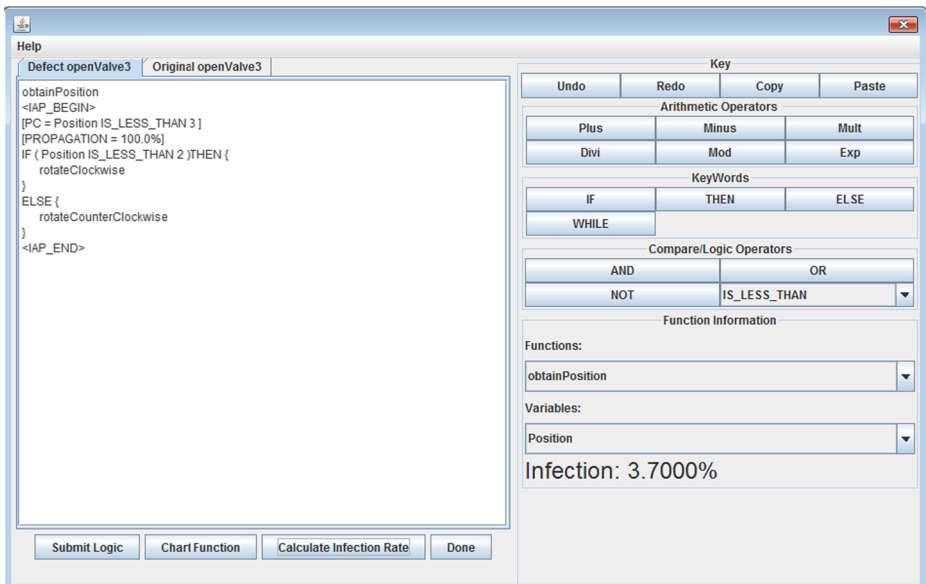 Help
Defect openValve3 Original openValve3
obtainPosition
<IAP_BEGIN>
[PC = Position IS_LESS_THAN 3 ]
[PROPAGATION = 100.0%]
IF ( Position IS_LESS_THAN 2 )THEN {
rotateClockwise
}
ELSE {
rotateCounterClockwise
}
<IAP_END>
Submit Logic Chart Function Calculate Infection Rate Done
Key
Undo Redo Copy Paste
Arithmetic Operators
Plus Minus Mult
Divi Mod Exp
KeyWords
IF THEN ELSE
WHILE
Compare/Logic Operators
AND OR
NOT IS_LESS_THAN
Function Information
Functions:
obtainPosition
Variables:
Position
Infection: 3.7000%